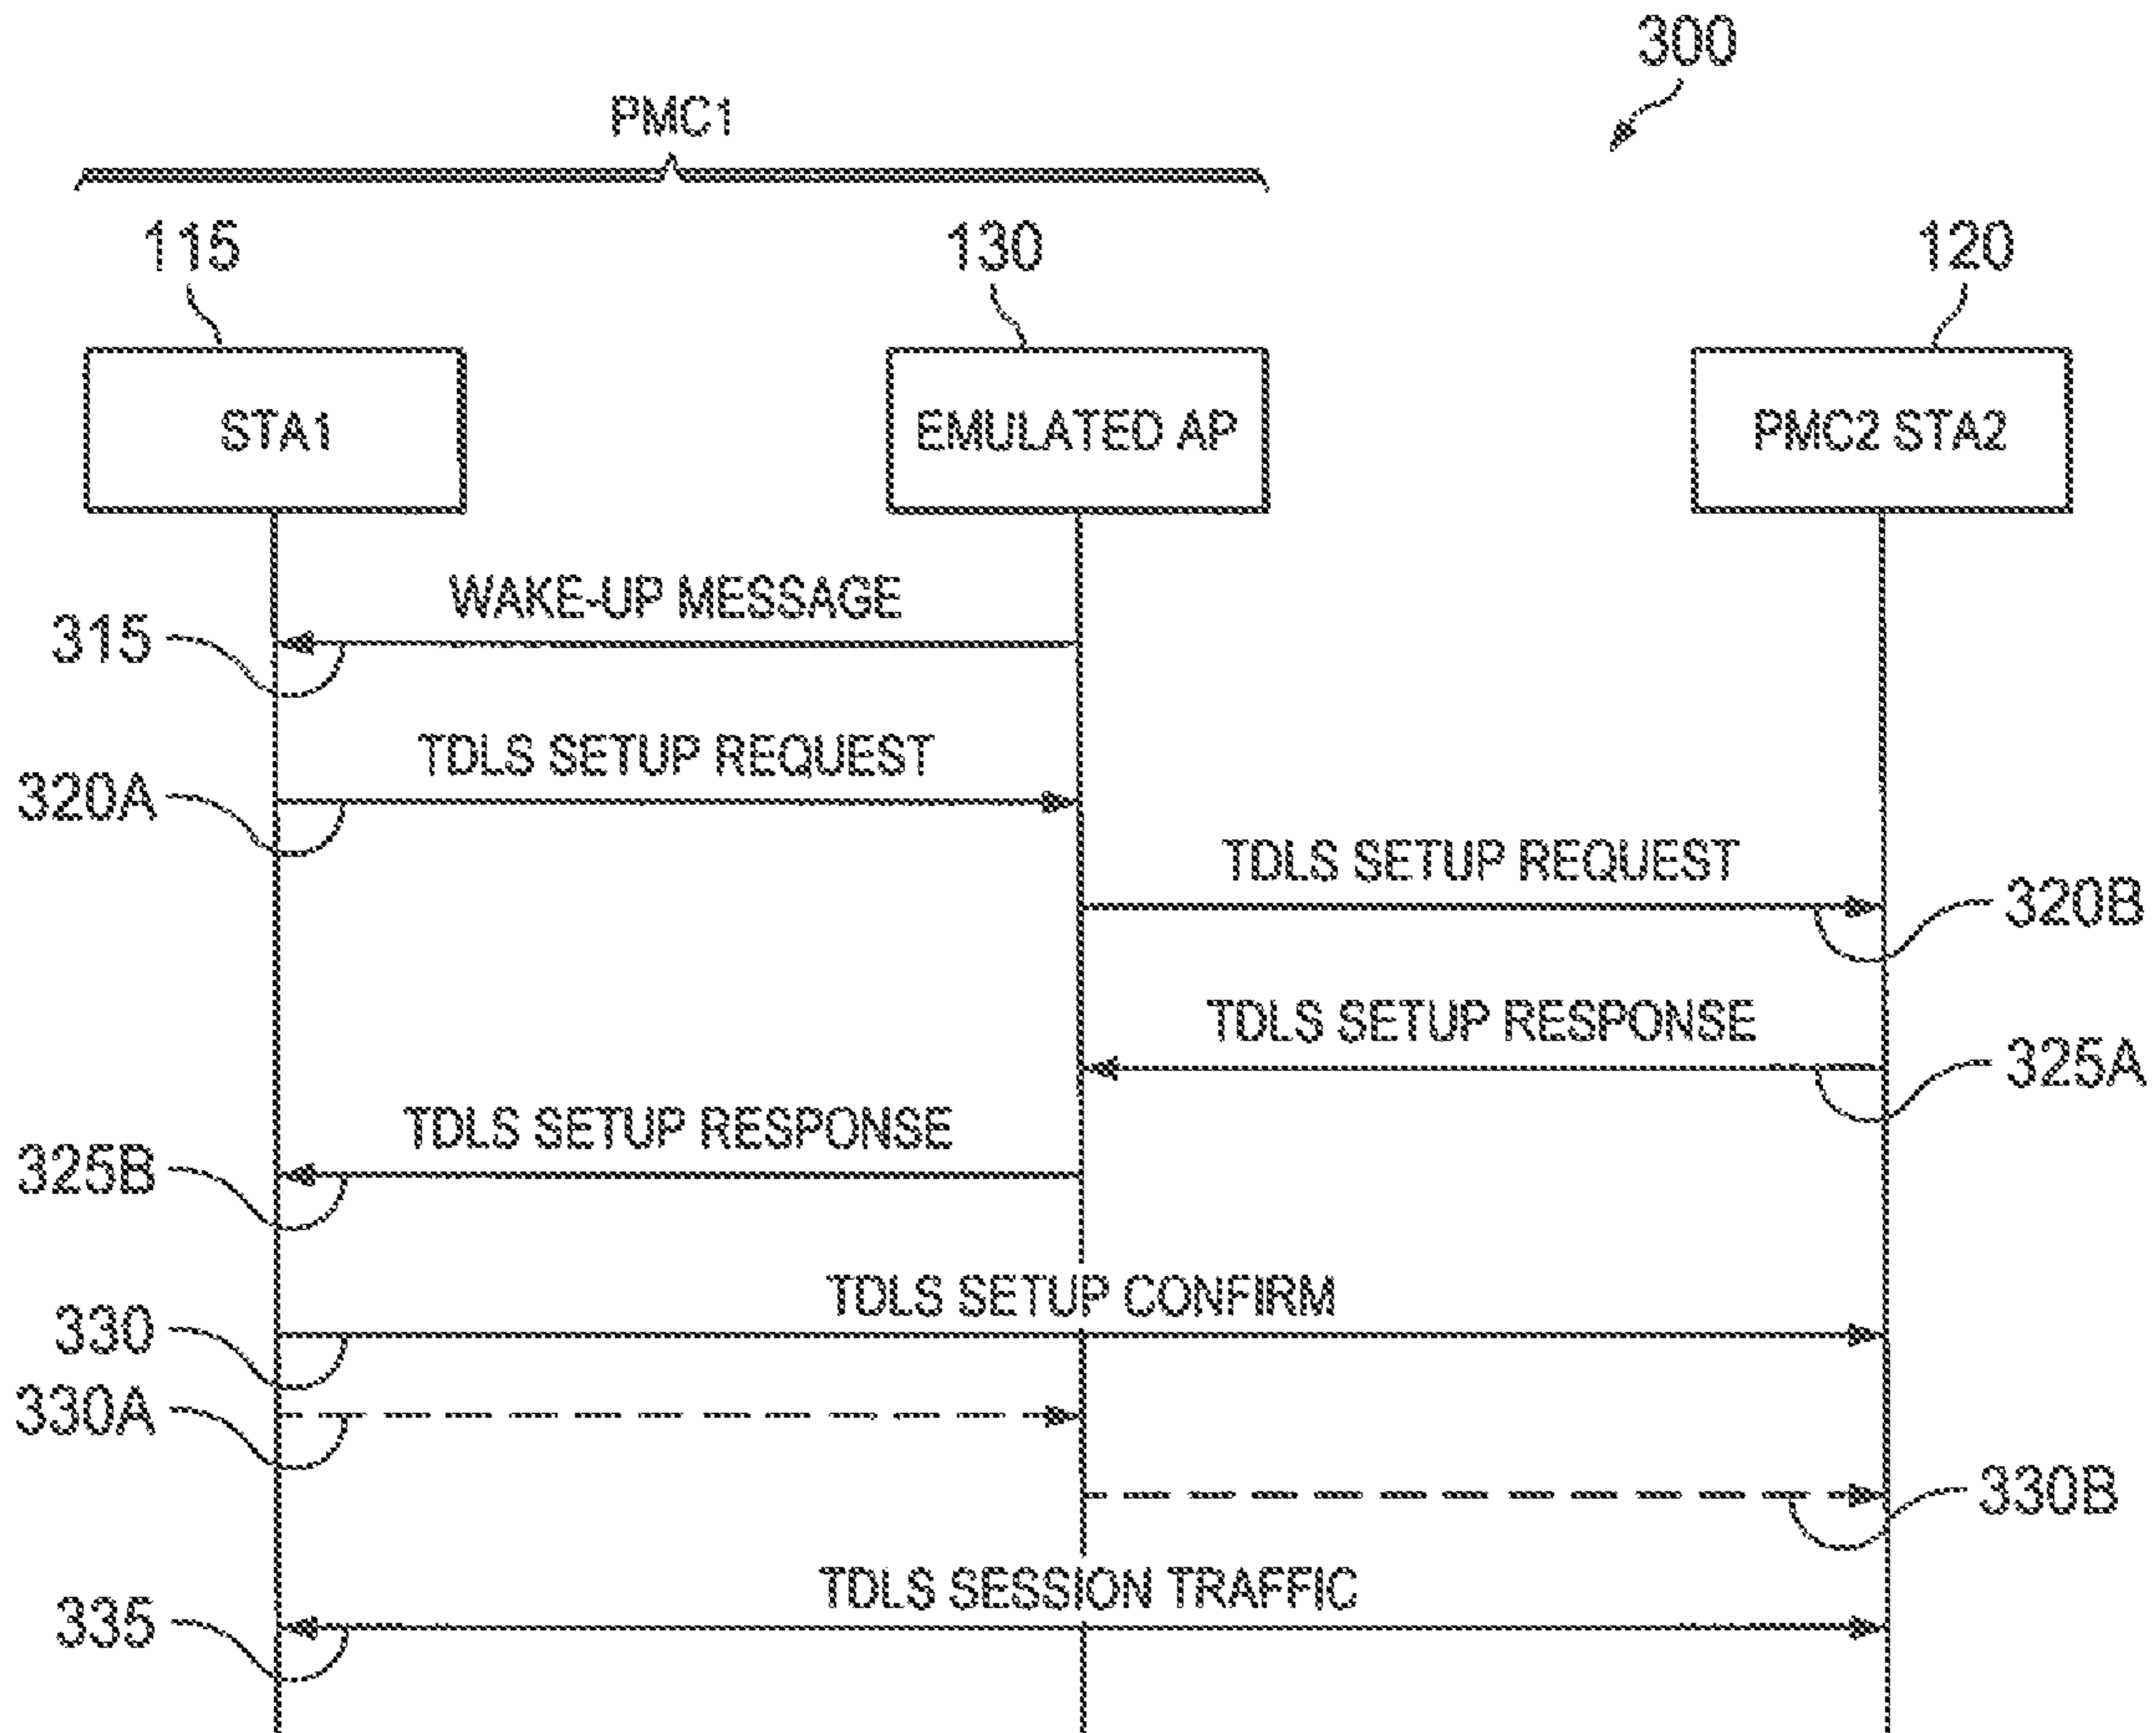 300
PMC1
115
130
120
STA1
EMULATED AP
PMC2 STA2
WAKE-UP MESSAGE
315
TDLS SETUP REQUEST
320A
TDLS SETUP REQUEST
320B
TDLS SETUP RESPONSE
325A
TDLS SETUP RESPONSE
325B
TDLS SETUP CONFIRM
330
330A
330B
TDLS SESSION TRAFFIC
335